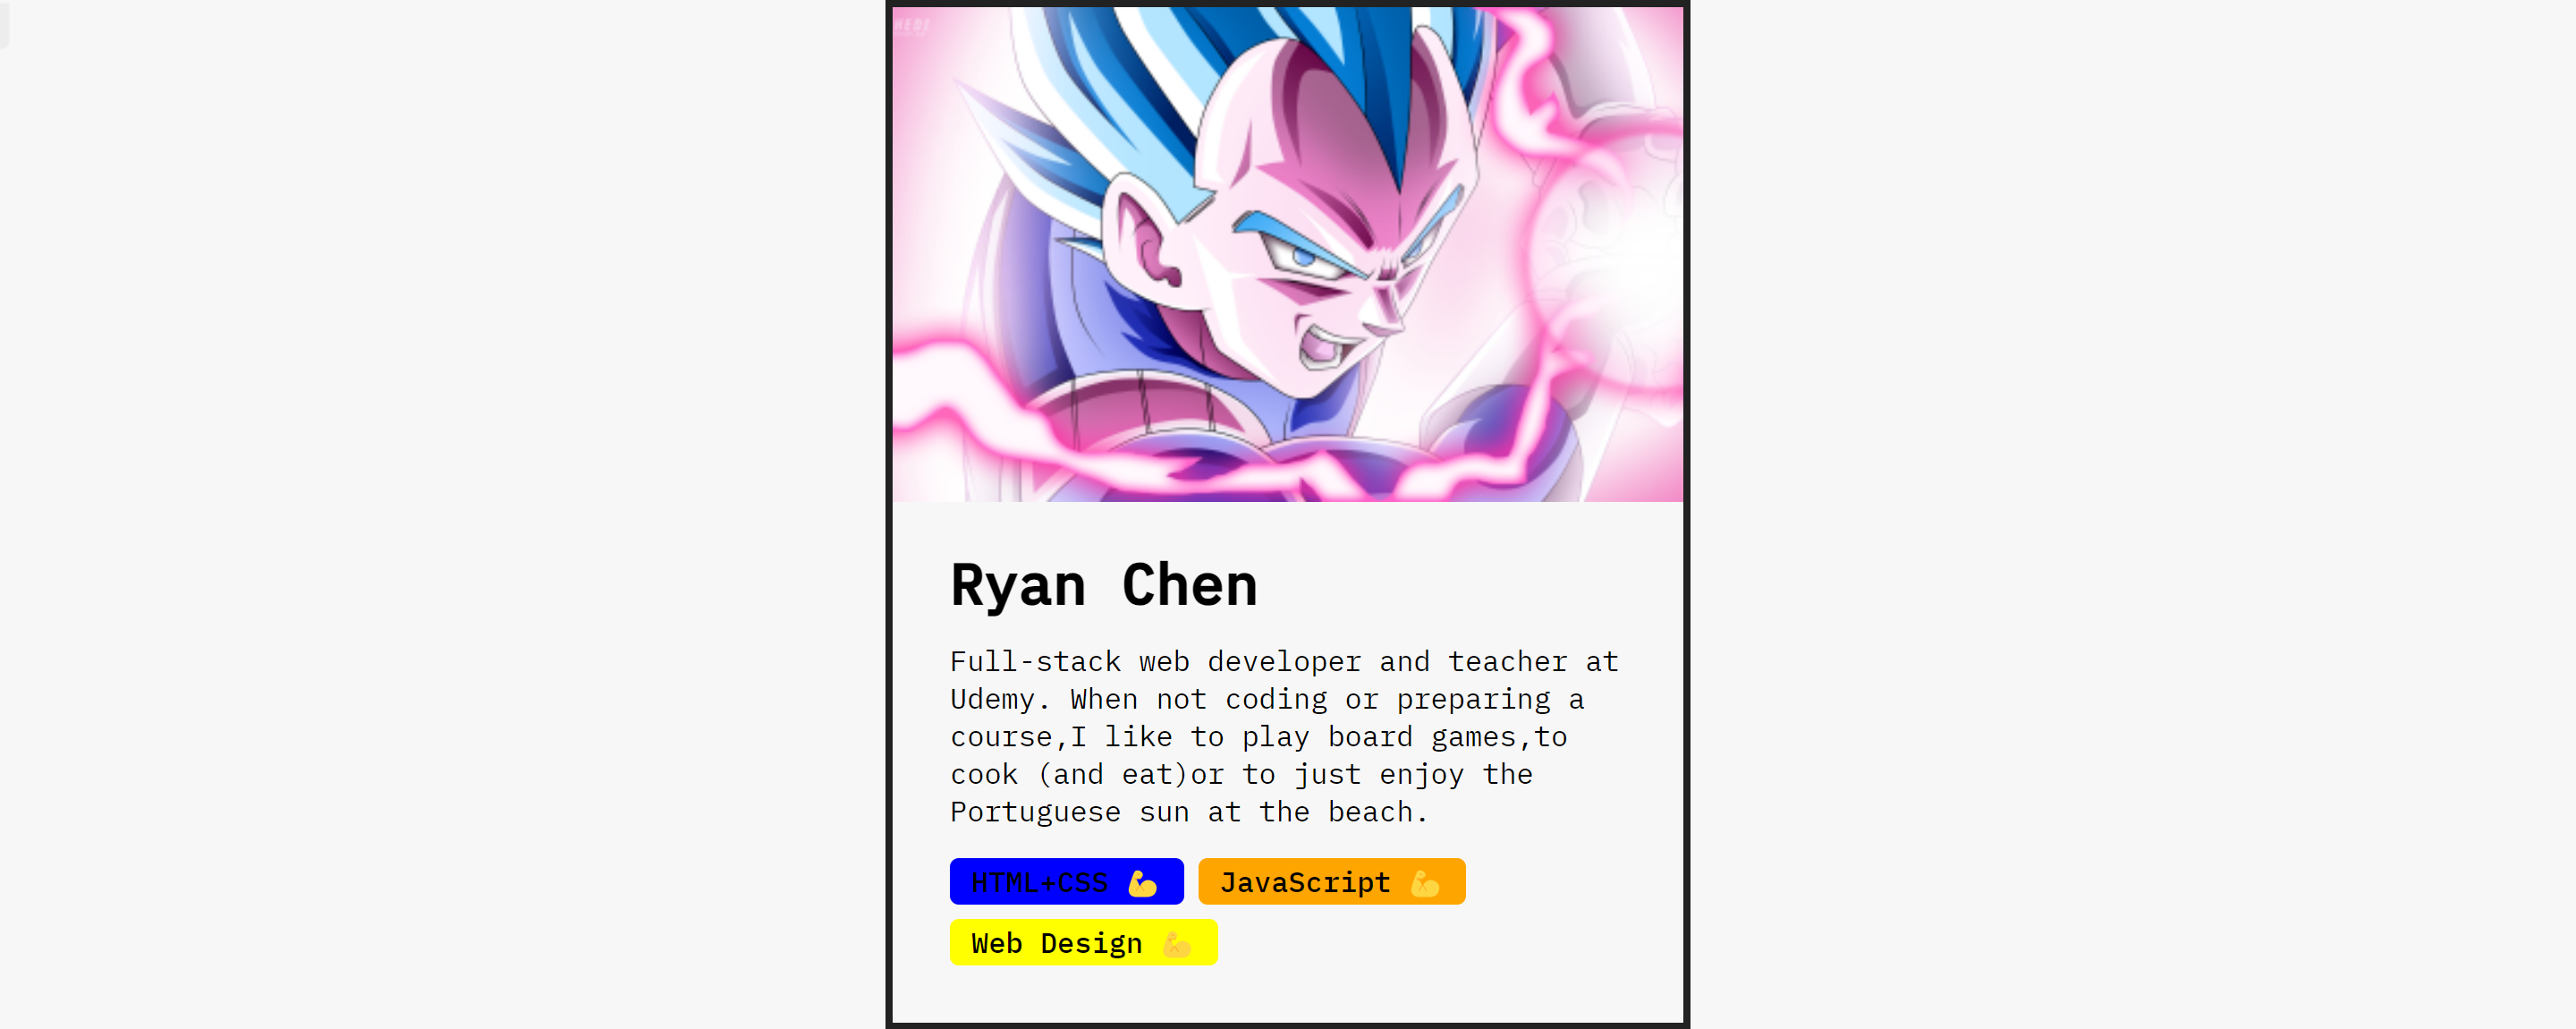 Ryan Chen
Full-stack web developer and teacher at
Udemy. When not coding or preparing a
course,I like to play board games,to
cook (and eat)or to just enjoy the
Portuguese sun at the beach.
HTML+CSS 💪 JavaScript 💪
Web Design 💪